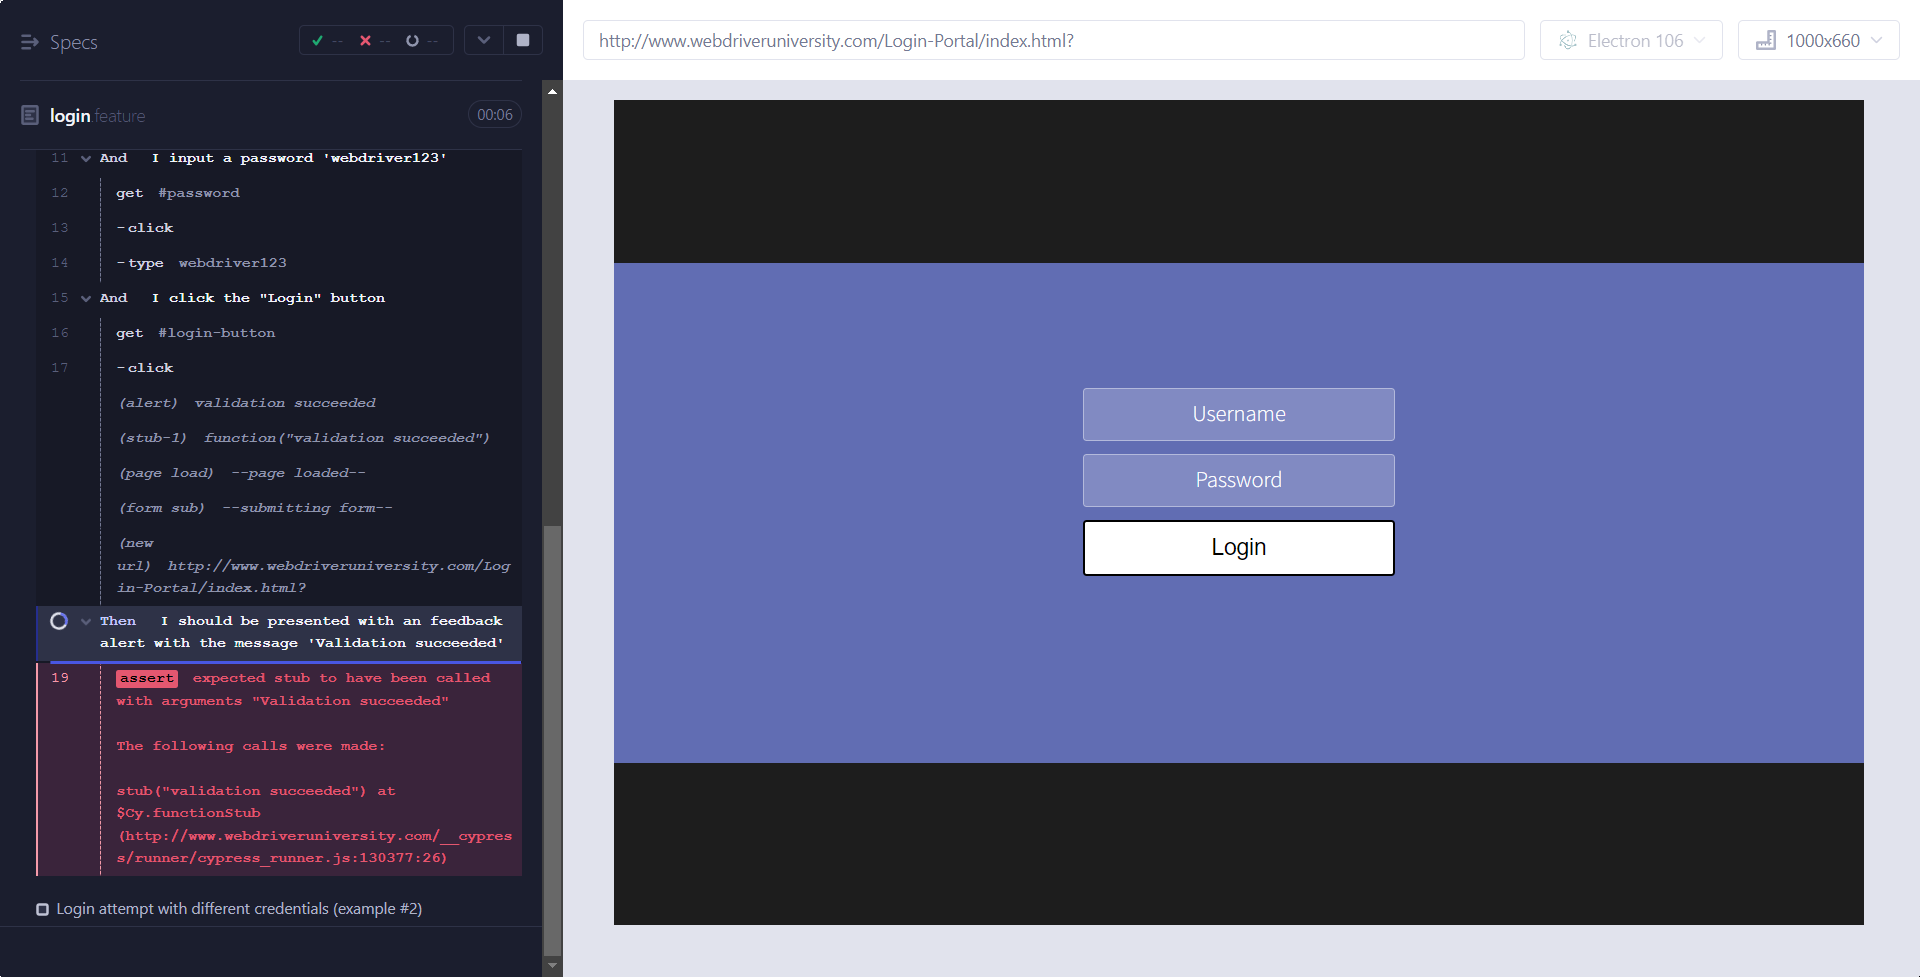 Specs
-- -- --
login.feature
00:06
11 And I input a password 'webdriver123'
12 get #password
13 -click
14 -type webdriver123
15 And I click the "Login" button
16 get #login-button
17 -click
(alert) validation succeeded
(stub-1) function("validation succeeded")
(page load) --page loaded--
(form sub) --submitting form--
(new
url) http://www.webdriveruniversity.com/Log
in-Portal/index.html?
Then I should be presented with an feedback
alert with the message 'Validation succeeded'
19 assert expected stub to have been called
with arguments "Validation succeeded"
The following calls were made:
stub("validation succeeded") at
$Cy.functionStub
(http://www.webdriveruniversity.com/__cypres
s/runner/cypress_runner.js:130377:26)
Login attempt with different credentials (example #2)
http://www.webdriveruniversity.com/Login-Portal/index.html?
Electron 106
1000x660
Username
Password
Login